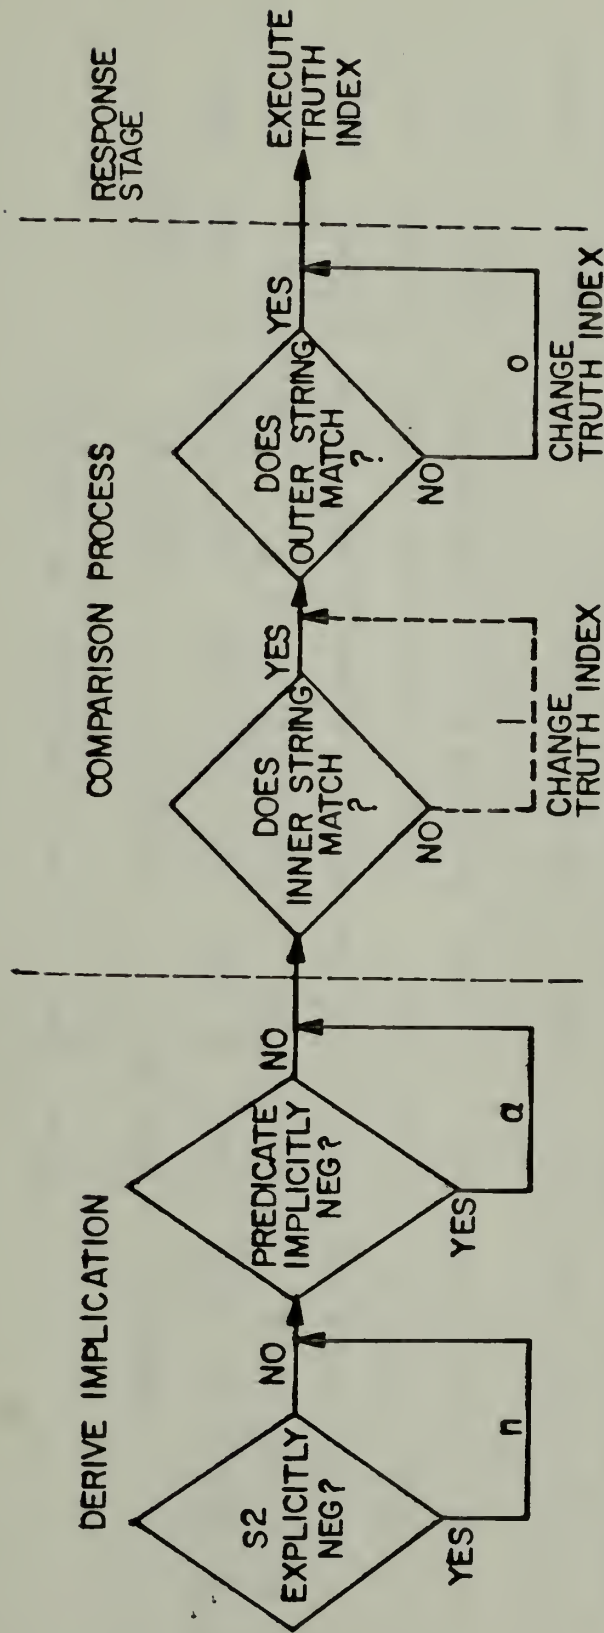 DERIVE IMPLICATION
S2
EXPLICITLY
NEG?
NO
YES
n
PREDICATE
IMPLICITLY
NEG?
NO
YES
a
COMPARISON PROCESS
DOES
INNER STRING
MATCH
?
YES
NO
CHANGE
TRUTH INDEX
DOES
OUTER STRING
MATCH
?
YES
NO
o
CHANGE
TRUTH INDEX
RESPONSE
STAGE
EXECUTE
TRUTH
INDEX